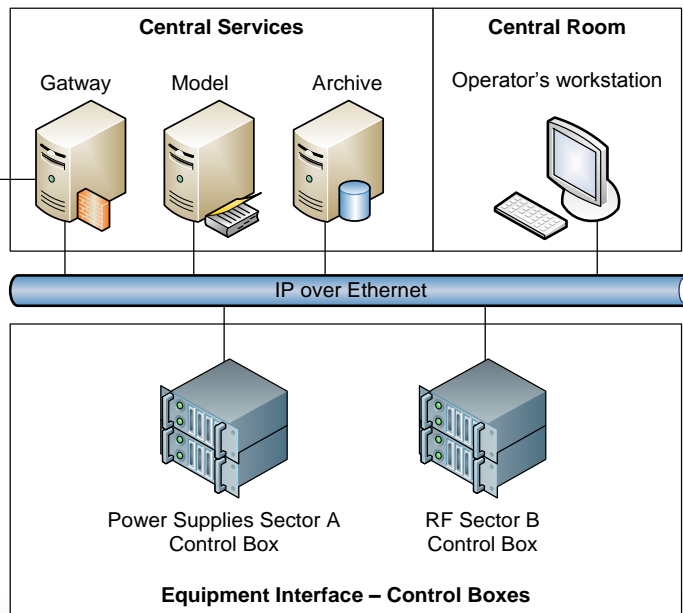 Central Services
Central Room
Gatway
Model
Archive
Operator's workstation
IP over Ethernet
Power Supplies Sector A
Control Box
RF Sector B
Control Box
Equipment Interface – Control Boxes